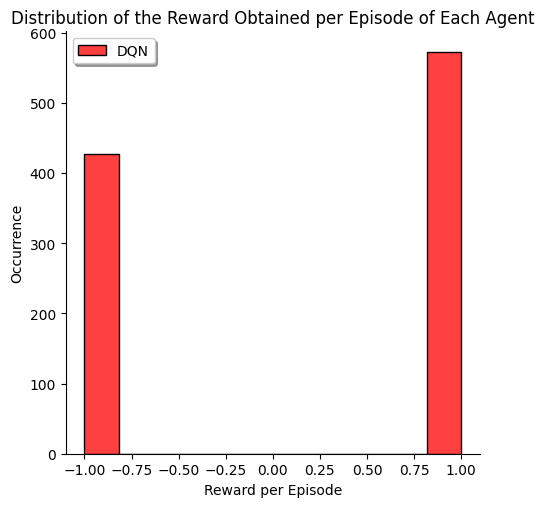 Distribution of the Reward Obtained per Episode of Each Agent
DQN
600
500
400
300
200
100
0
Occurrence
−1.00 −0.75 −0.50 −0.25 0.00 0.25 0.50 0.75 1.00
Reward per Episode